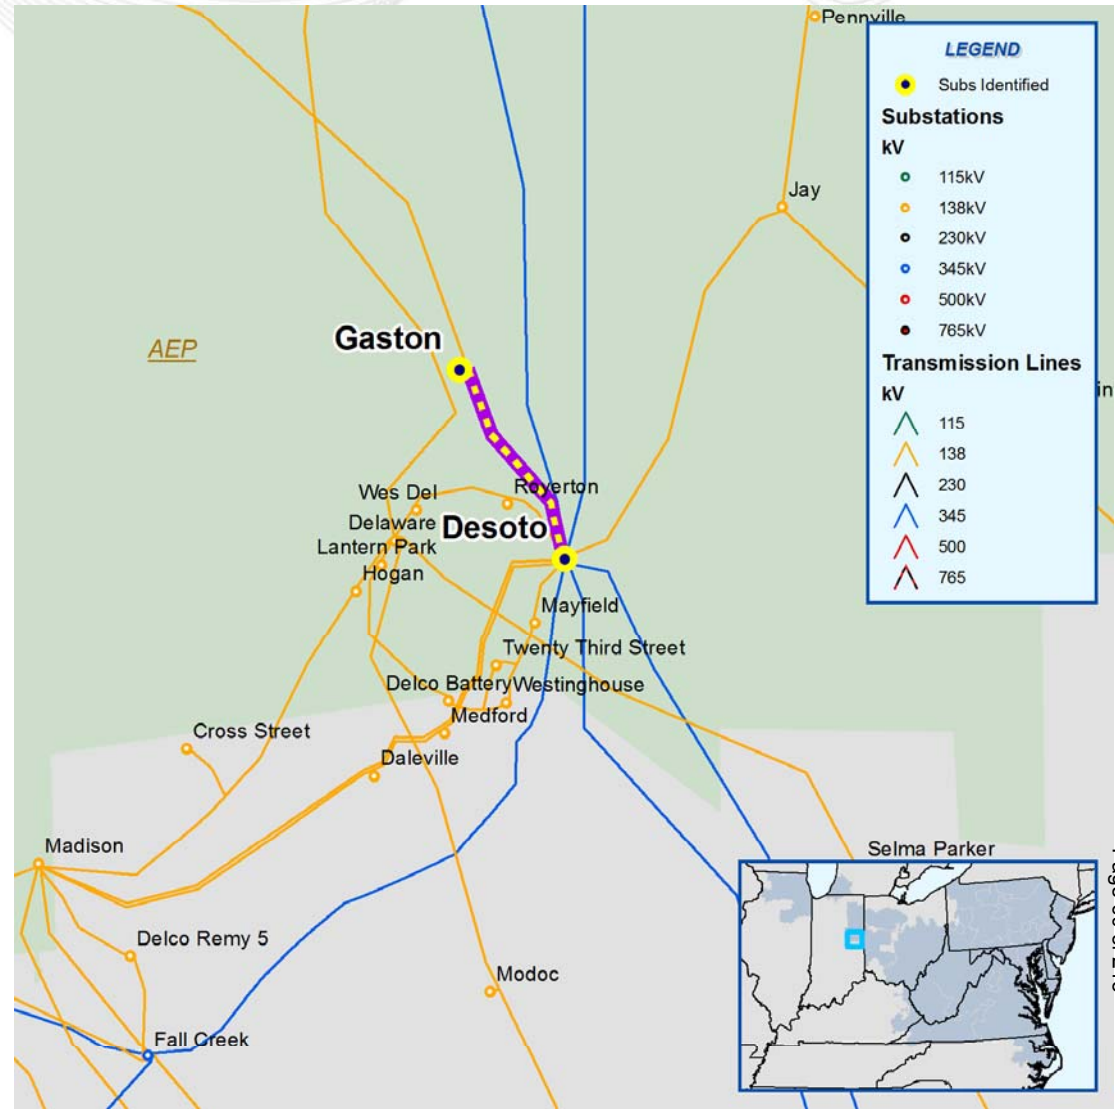 Pennville
LEGEND
Subs Identified
Substations
kV
115kV
138kV
230kV
345kV
500kV
765kV
Transmission Lines
kV
115
138
230
345
500
765
Jay
Gaston
AEP
in
Wes Del
Royerton
Delaware
Desoto
Lantern Park
Hogan
Mayfield
Twenty Third Street
Delco Battery
Westinghouse
Medford
Cross Street
Daleville
Madison
Selma Parker
Delco Remy 5
Modoc
Fall Creek